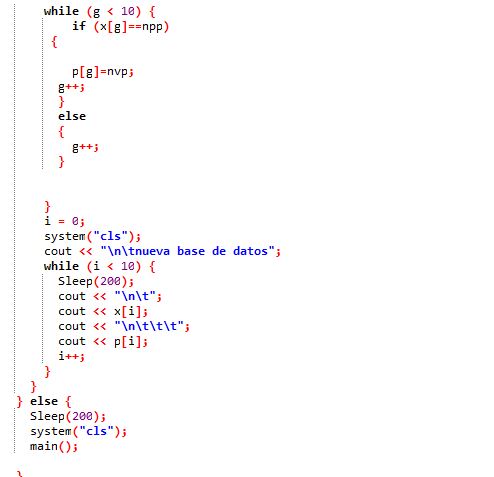 while (g < 10) {
if (x[g]==npp)
{
p[g]=nvp;
g++;
}
else
{
g++;
}
}
i = 0;
system("cls");
cout << "\n\tnueva base de datos";
while (i < 10) {
Sleep(200);
cout << "\n\t";
cout << x[i];
cout << "\n\t\t\t";
cout << p[i];
i++;
}
}
} else {
Sleep(200);
system("cls");
main();
}